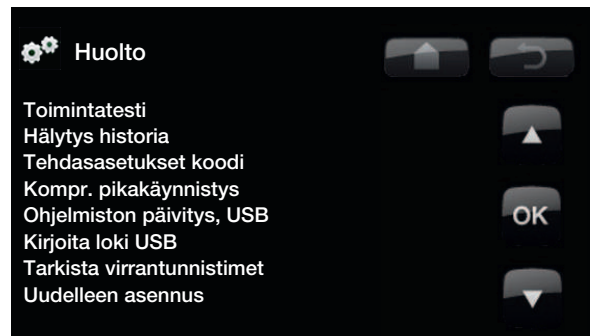 Huolto
Toimintatesti
Hälytys historia
Tehdasasetukset koodi
Kompr. pikakäynnistys
Ohjelmiston päivitys, USB
OK
Kirjoita loki USB
Tarkista virrantunnistimet
Uudelleen asennus